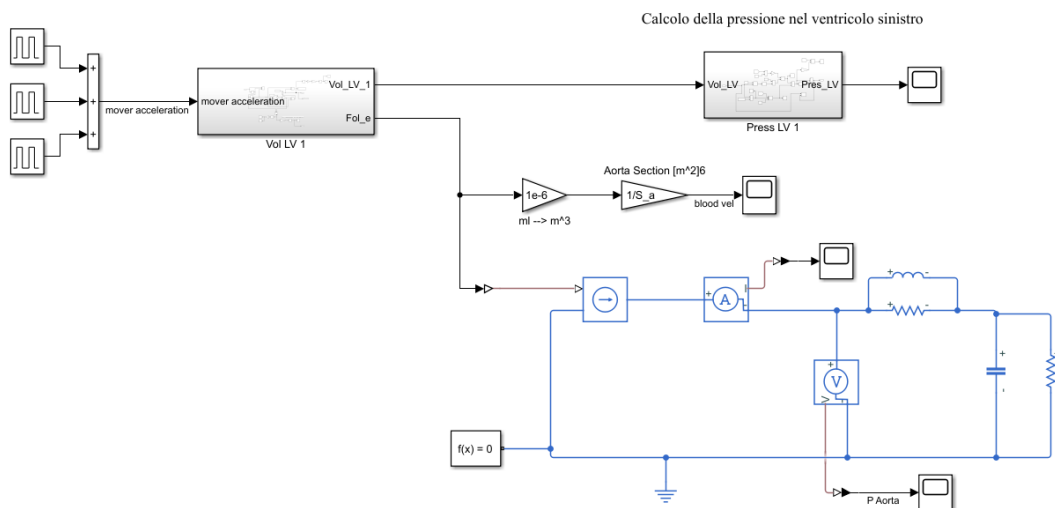 Calcolo della pressione nel ventricolo sinistro
+
+
+
mover acceleration
mover acceleration
Vol_LV_1
Fol_e
Vol LV 1
Vol_LV
Pres_LV
Press LV 1
Aorta Section [m^2]6
1e-6
ml --> m^3
1/S_a
blood vel
+
A
I
-
+
-
+
-
+
V
V
-
+
-
+
f(x) = 0
P Aorta